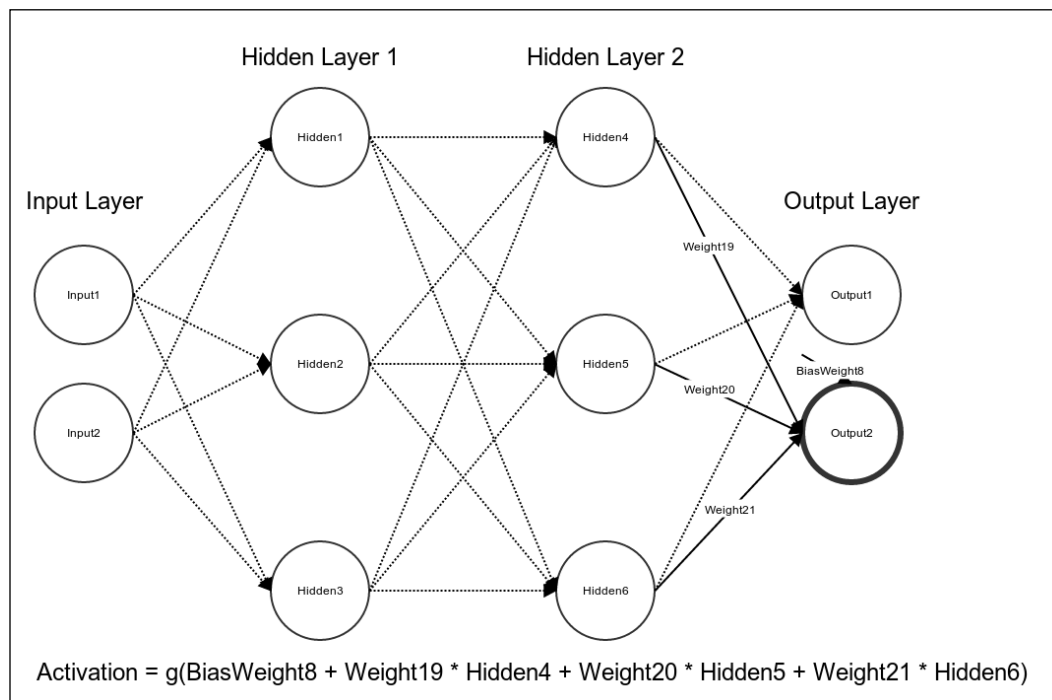 Hidden Layer 1
Hidden Layer 2
Hidden1
Hidden4
Input Layer
Output Layer
Weight19
Input1
Output1
Hidden2
Hidden5
BiasWeight8
Weight20
Input2
Output2
Weight21
Hidden3
Hidden6
Activation = g(BiasWeight8 + Weight19 * Hidden4 + Weight20 * Hidden5 + Weight21 * Hidden6)